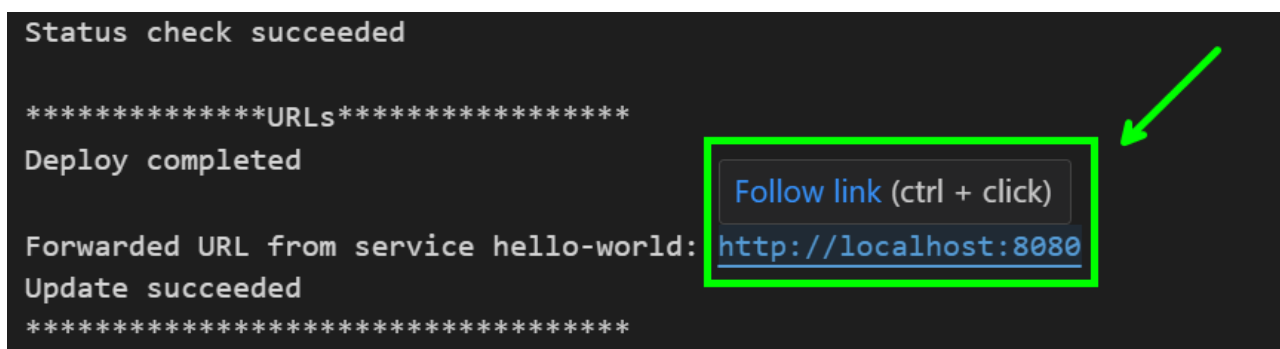 Status check succeeded
**************URLs*****************
Deploy completed
Follow link (ctrl + click)
Forwarded URL from service hello-world: http://localhost:8080
Update succeeded
***********************************